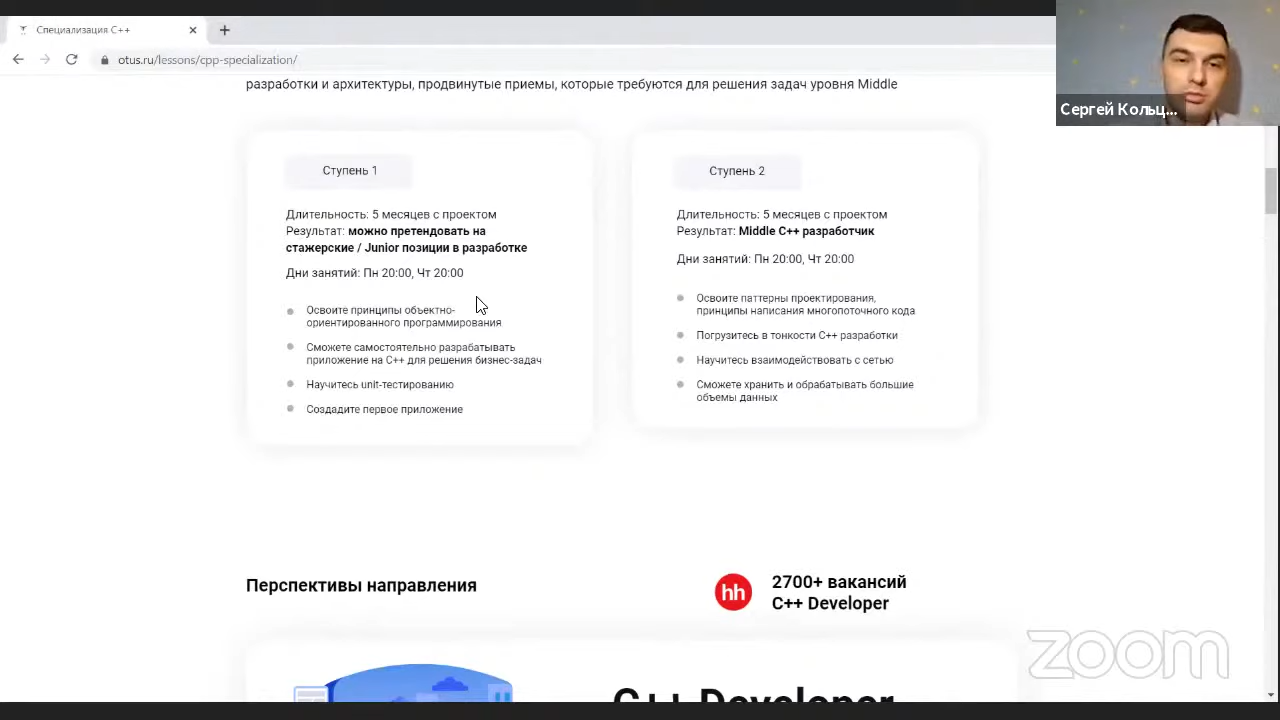 Специализация C++
otus.ru/lessons/cpp-specialization/
разработки и архитектуры, продвинутые приемы, которые требуются для решения задач уровня Middle
Сергей Кольц...
Ступень 1
Длительность: 5 месяцев с проектом
Результат: можно претендовать на
стажерские / Junior позиции в разработке
Дни занятий: Пн 20:00, Чт 20:00
Освоите принципы объектно-
ориентированного программирования
Сможете самостоятельно разрабатывать
приложение на C++ для решения бизнес-задач
Научитесь unit-тестированию
Создадите первое приложение
Ступень 2
Длительность: 5 месяцев с проектом
Результат: Middle C++ разработчик
Дни занятий: Пн 20:00, Чт 20:00
Освоите паттерны проектирования,
принципы написания многопоточного кода
Погрузитесь в тонкости C++ разработки
Научитесь взаимодействовать с сетью
Сможете хранить и обрабатывать большие
объемы данных
Перспективы направления
hh
2700+ вакансий
C++ Developer
zoom
C++ Developer